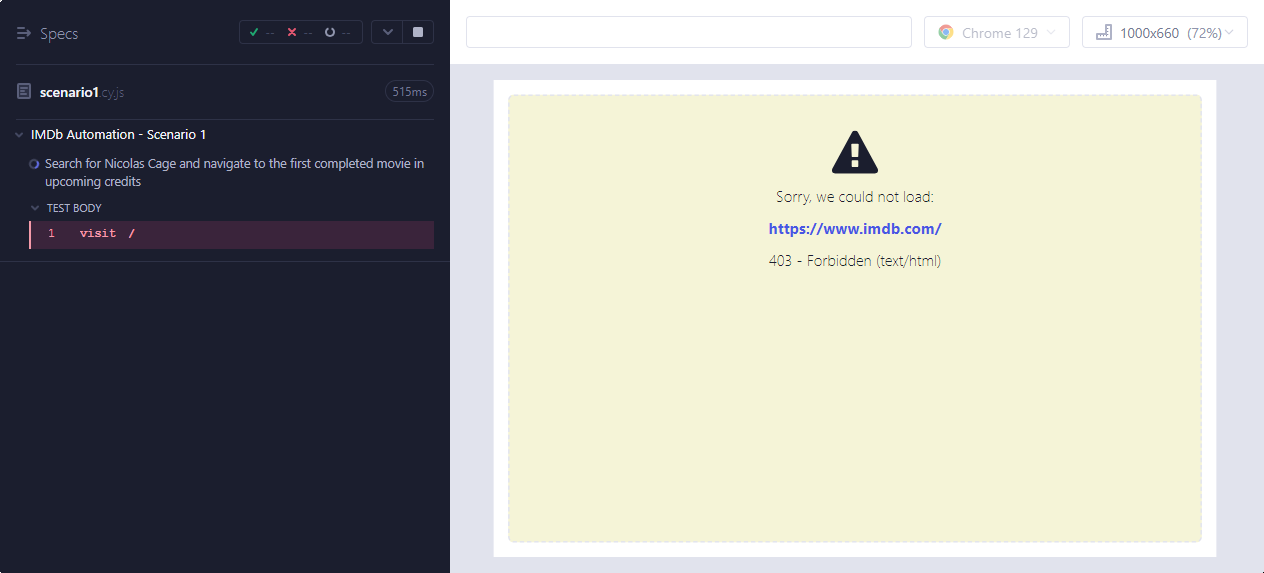 Specs
-- -- --
scenario1.cy.js 515ms
IMDb Automation - Scenario 1
Search for Nicolas Cage and navigate to the first completed movie in
upcoming credits
TEST BODY
1 visit /
Chrome 129
1000x660 (72%)
Sorry, we could not load:
https://www.imdb.com/
403 - Forbidden (text/html)